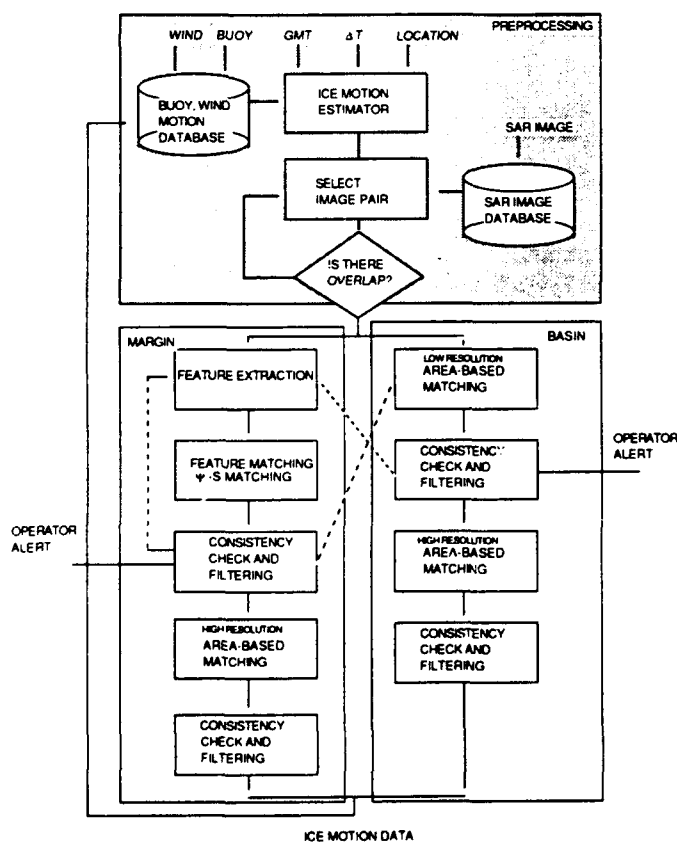 PREPROCESSING
WIND BUOY GMT ΔT LOCATION
BUOY, WIND
MOTION
DATABASE
ICE MOTION
ESTIMATOR
SAR IMAGE
SELECT
IMAGE PAIR
SAR IMAGE
DATABASE
IS THERE
OVERLAP?
MARGIN
FEATURE EXTRACTION
FEATURE MATCHING
Ψ-S MATCHING
OPERATOR
ALERT
CONSISTENCY
CHECK AND
FILTERING
HIGH RESOLUTION
AREA-BASED
MATCHING
CONSISTENCY
CHECK AND
FILTERING
BASIN
LOW RESOLUTION
AREA-BASED
MATCHING
CONSISTENCY
CHECK AND
FILTERING
OPERATOR
ALERT
HIGH RESOLUTION
AREA-BASED
MATCHING
CONSISTENCY
CHECK AND
FILTERING
ICE MOTION DATA